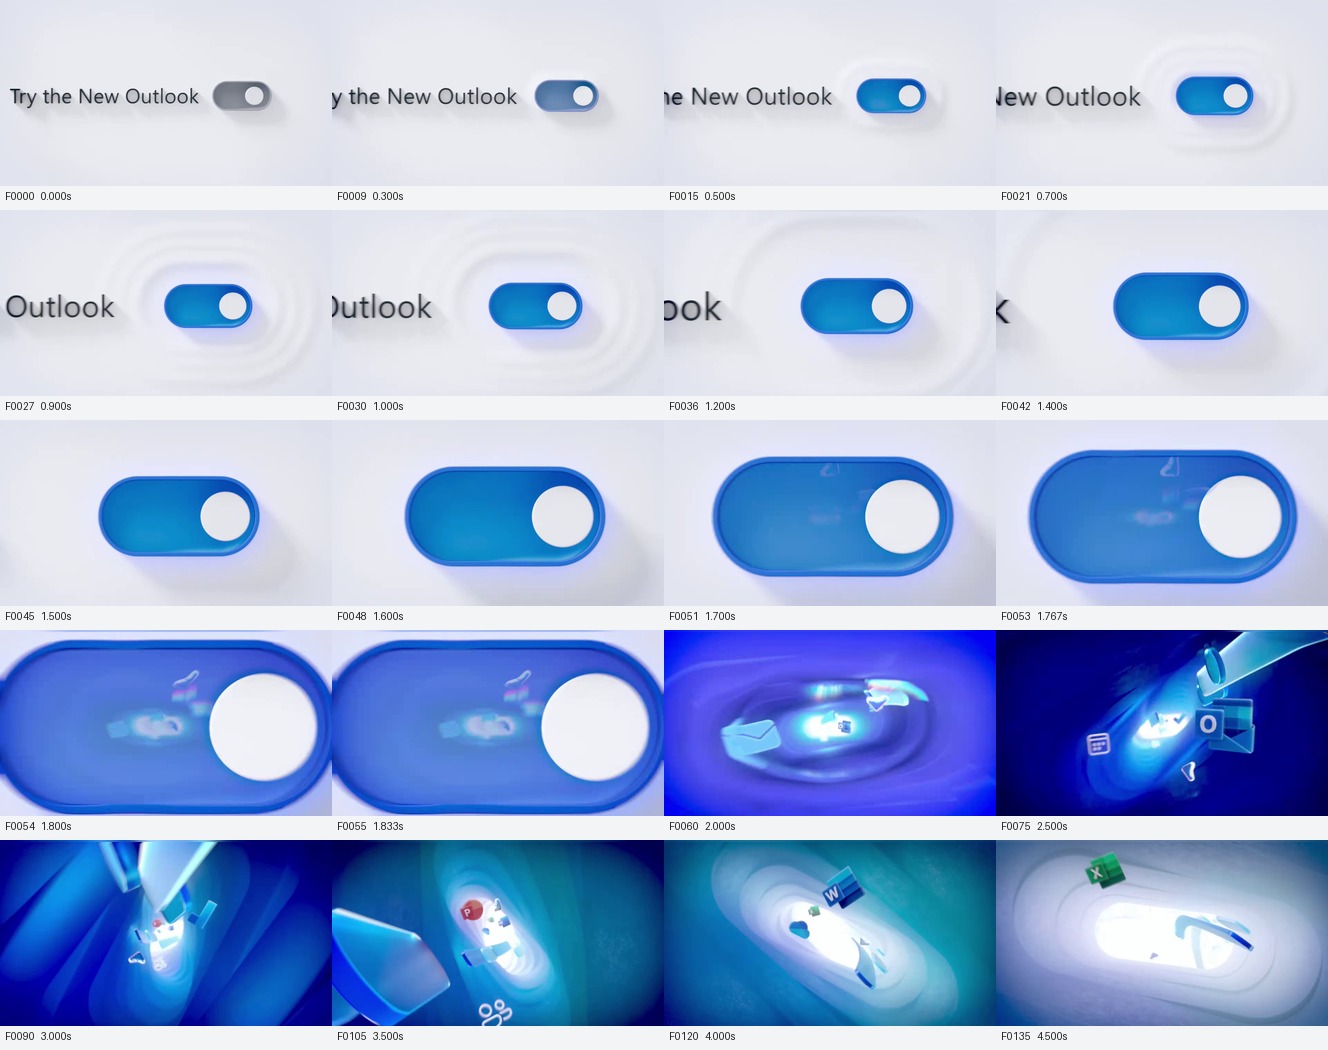 Try the New Outlook
y the New Outlook
he New Outlook
New Outlook
F0000 0.000s
F0009 0.300s
F0015 0.500s
F0021 0.700s
Outlook
Outlook
ook
k
F0027 0.900s
F0030 1.000s
F0036 1.200s
F0042 1.400s
F0045 1.500s
F0048 1.600s
F0051 1.700s
F0053 1.767s
O
F0054 1.800s
F0055 1.833s
F0060 2.000s
F0075 2.500s
P
W
X
F0090 3.000s
F0105 3.500s
F0120 4.000s
F0135 4.500s